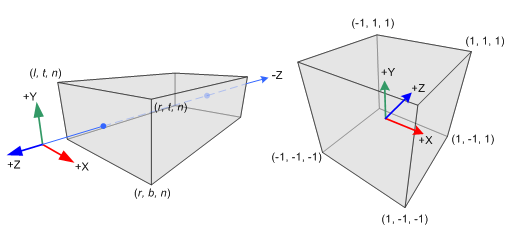 (l, t, n)
-Z
+Y
(r, t, n)
+Z
+X
(r, b, n)
(-1, 1, 1)
(1, 1, 1)
+Y
+Z
+X
(1, -1, 1)
(-1, -1, -1)
(1, -1, -1)